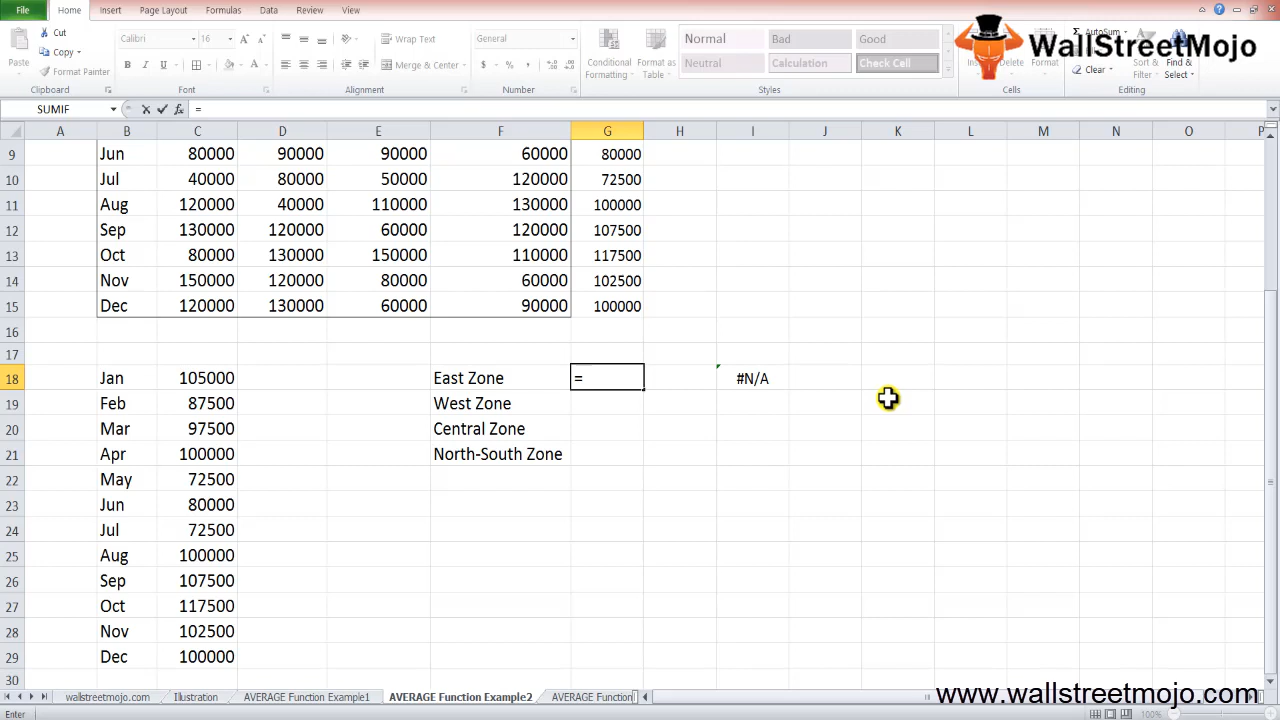 File Home Insert Page Layout Formulas Data Review View
Cut
Copy
Format Painter
Paste
Clipboard
Calibri 16
B I U
Font
Wrap Text
Merge & Center
Alignment
General
$ % ,
Number
Conditional Formatting
Format as Table
Normal Bad Good
Neutral Calculation Check Cell
Styles
Insert Delete Format
Cells
AutoSum
Clear
Sort & Filter
Find & Select
Editing
WallStreetMojo
SUMIF fx =
A B C D E F G H I J K L M N O P
9 Jun 80000 90000 90000 60000 80000
10 Jul 40000 80000 50000 120000 72500
11 Aug 120000 40000 110000 130000 100000
12 Sep 130000 120000 60000 120000 107500
13 Oct 80000 130000 150000 110000 117500
14 Nov 150000 120000 80000 60000 102500
15 Dec 120000 130000 60000 90000 100000
16
17
18 Jan 105000 East Zone = #N/A
19 Feb 87500 West Zone
20 Mar 97500 Central Zone
21 Apr 100000 North-South Zone
22 May 72500
23 Jun 80000
24 Jul 72500
25 Aug 100000
26 Sep 107500
27 Oct 117500
28 Nov 102500
29 Dec 100000
30
wallstreetmojo.com Illustration AVERAGE Function Example1 AVERAGE Function Example2 AVERAGE Function
www.wallstreetmojo.com
Enter 100%